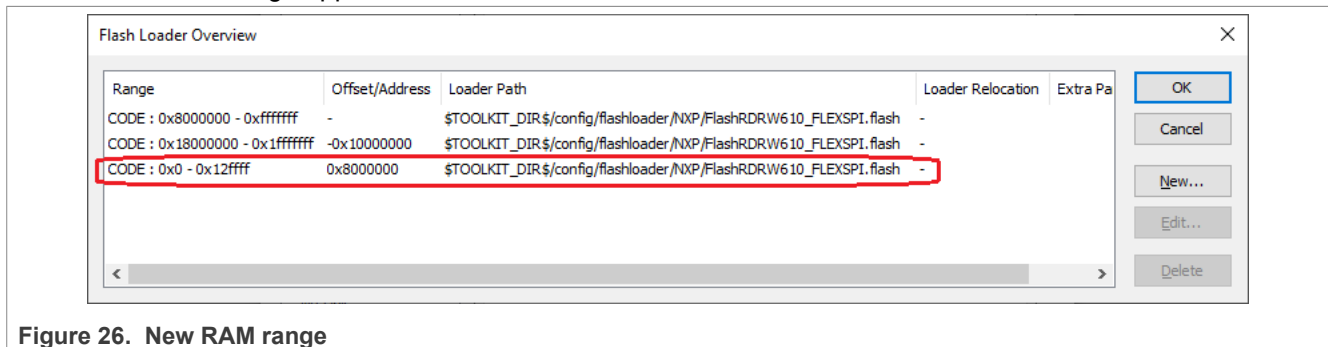 Flash Loader Overview
Range Offset/Address Loader Path Loader Relocation Extra Pa
CODE : 0x8000000 - 0xfffffff - $TOOLKIT_DIR$/config/flashloader/NXP/FlashRDRW610_FLEXSPI.flash -
CODE : 0x18000000 - 0x1fffffff -0x10000000 $TOOLKIT_DIR$/config/flashloader/NXP/FlashRDRW610_FLEXSPI.flash -
CODE : 0x0 - 0x12ffff 0x8000000 $TOOLKIT_DIR$/config/flashloader/NXP/FlashRDRW610_FLEXSPI.flash -
OK
Cancel
New...
Edit...
Delete
Figure 26. New RAM range